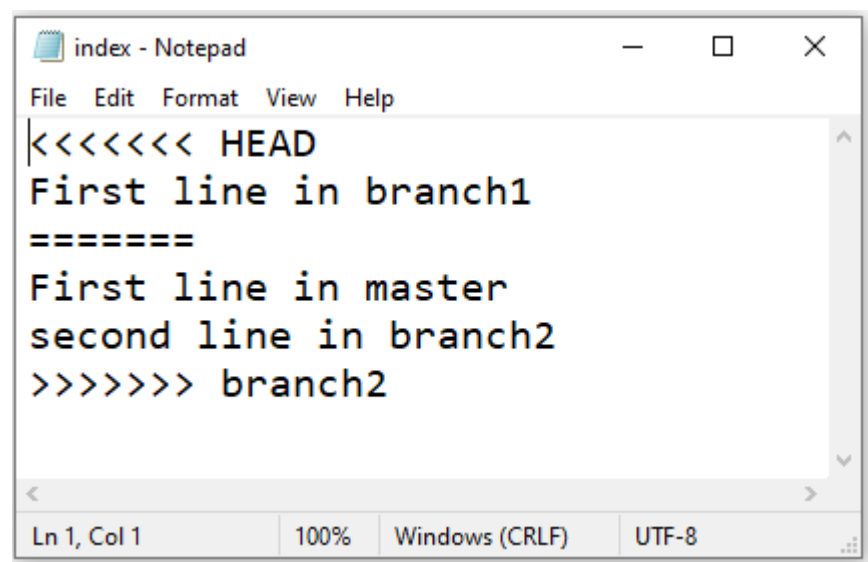 index - Notepad
File Edit Format View Help
<<<<<<< HEAD
First line in branch1
=======
First line in master
second line in branch2
>>>>>>> branch2
Ln 1, Col 1 100% Windows (CRLF) UTF-8